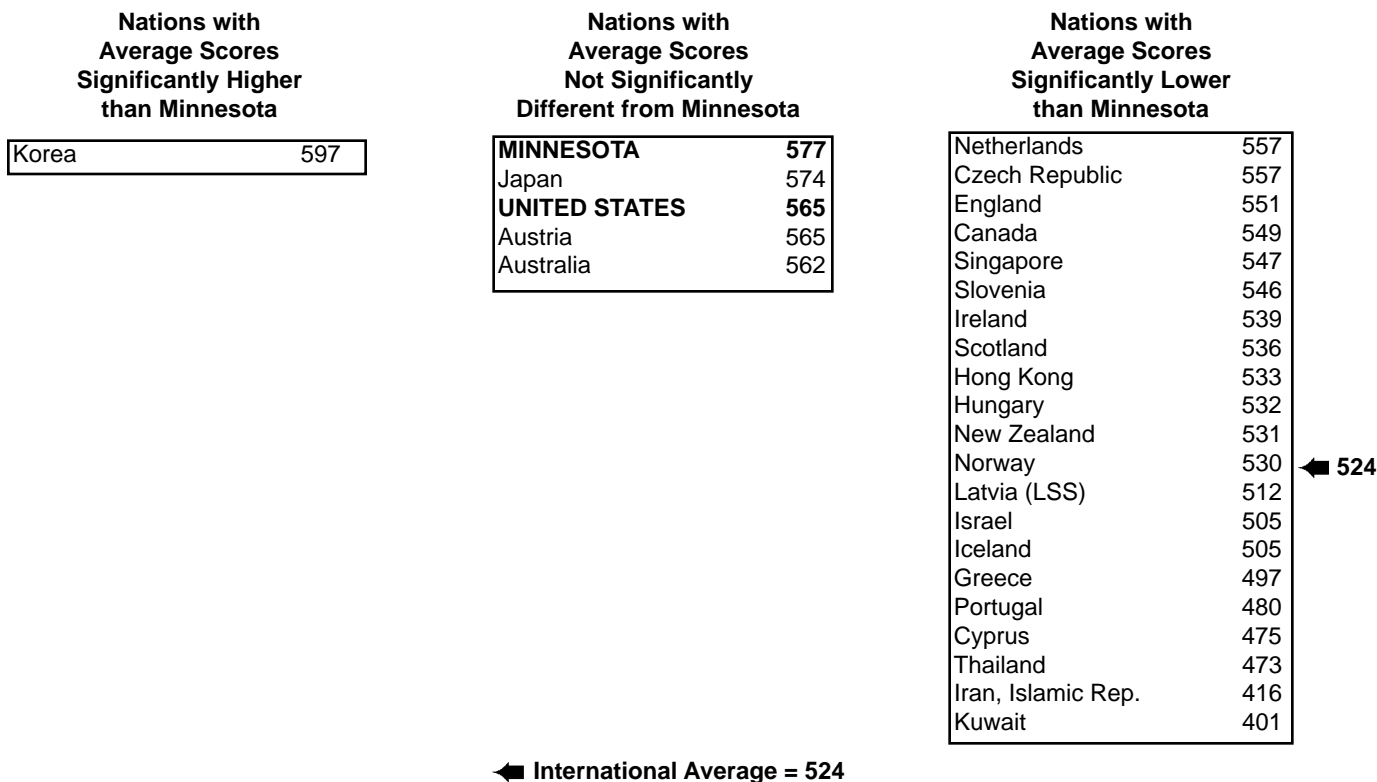 Nations with
Average Scores
Significantly Higher
than Minnesota
Korea 597
Nations with
Average Scores
Not Significantly
Different from Minnesota
MINNESOTA 577
Japan 574
UNITED STATES 565
Austria 565
Australia 562
Nations with
Average Scores
Significantly Lower
than Minnesota
Netherlands 557
Czech Republic 557
England 551
Canada 549
Singapore 547
Slovenia 546
Ireland 539
Scotland 536
Hong Kong 533
Hungary 532
New Zealand 531
Norway 530
524
Latvia (LSS) 512
Israel 505
Iceland 505
Greece 497
Portugal 480
Cyprus 475
Thailand 473
Iran, Islamic Rep. 416
Kuwait 401
International Average = 524